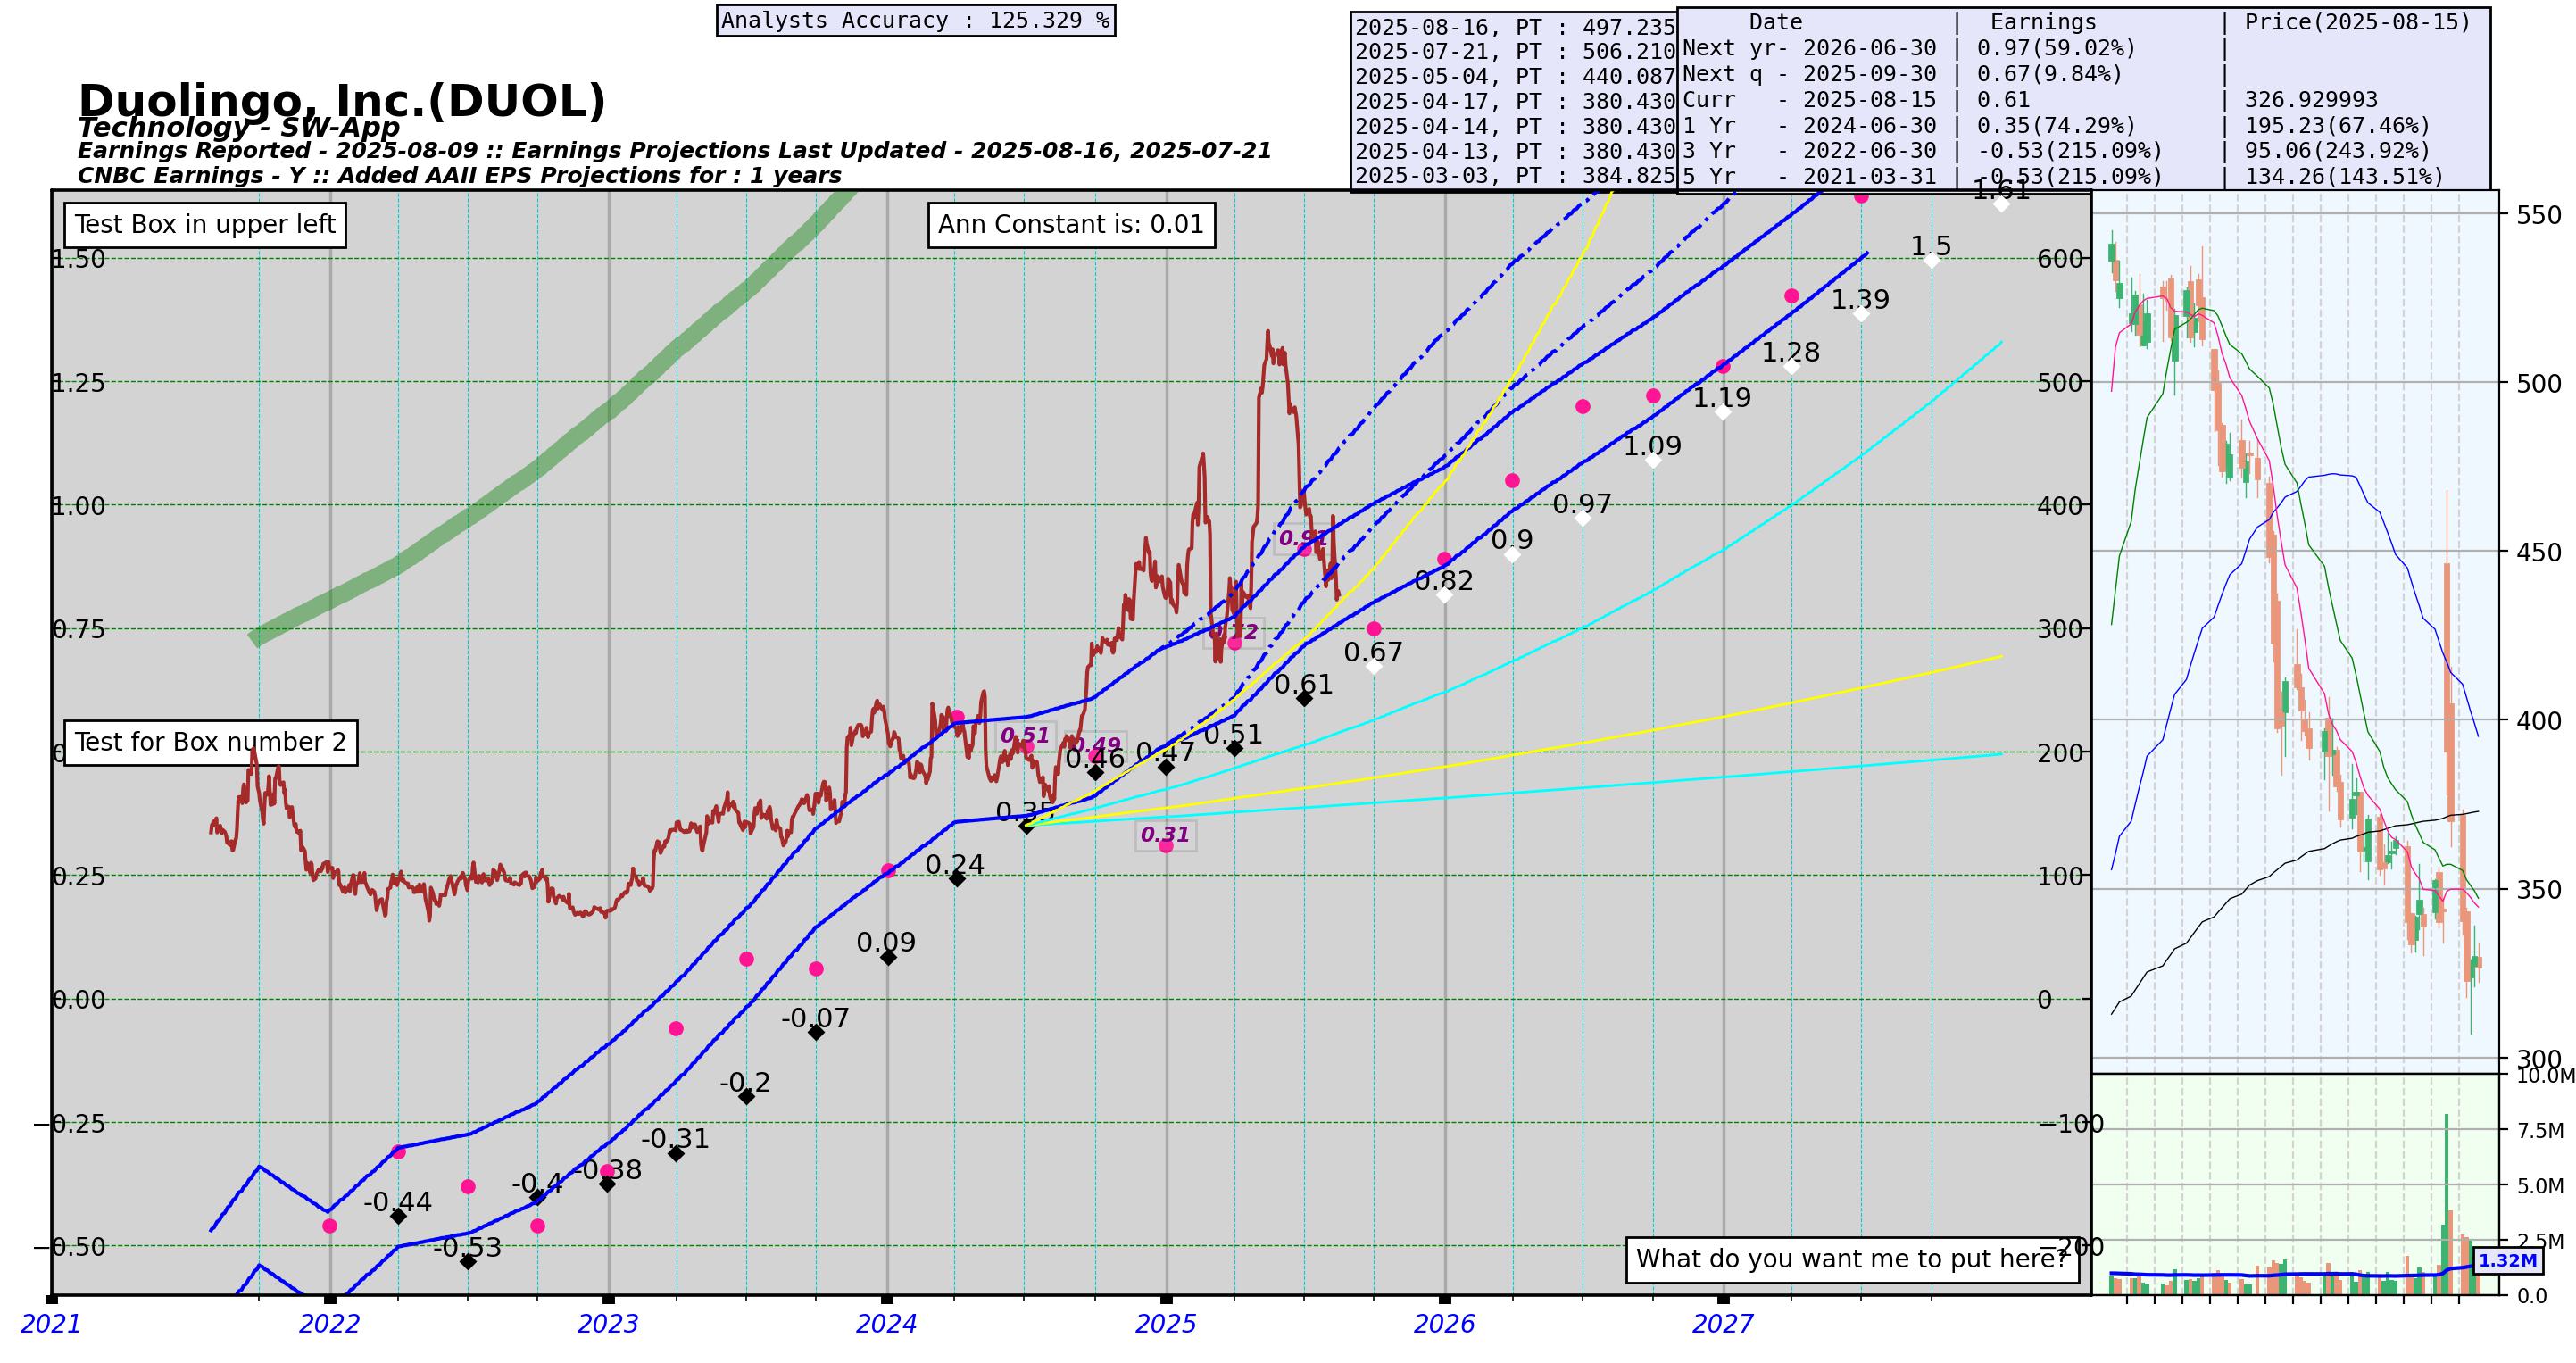 Analysts Accuracy : 125.329 %
Duolingo, Inc.(DUOL)
Technology - SW-App
Earnings Reported - 2025-08-09 :: Earnings Projections Last Updated - 2025-08-16, 2025-07-21
CNBC Earnings - Y :: Added AAII EPS Projections for : 1 years
2025-08-16, PT : 497.235
2025-07-21, PT : 506.210
2025-05-04, PT : 440.087
2025-04-17, PT : 380.430
2025-04-14, PT : 380.430
2025-04-13, PT : 380.430
2025-03-03, PT : 384.825
Date | Earnings | Price(2025-08-15)
Next yr- 2026-06-30 | 0.97(59.02%) |
Next q - 2025-09-30 | 0.67(9.84%) |
Curr - 2025-08-15 | 0.61 | 326.929993
1 Yr - 2024-06-30 | 0.35(74.29%) | 195.23(67.46%)
3 Yr - 2022-06-30 | -0.53(215.09%) | 95.06(243.92%)
5 Yr - 2021-03-31 | -0.53(215.09%) | 134.26(143.51%)
Test Box in upper left
Ann Constant is: 0.01
Test for Box number 2
What do you want me to put here?
1.50
1.25
1.00
0.75
0.25
0.00
−0.25
−0.50
-0.44
-0.53
-0.4
-0.38
-0.31
-0.2
-0.07
0.09
0.24
0.35
0.46
0.47
0.51
0.61
0.67
0.82
0.9
0.97
1.09
1.19
1.28
1.39
1.5
1.61
0.51
0.49
0.31
0.72
0.91
600
500
400
300
200
100
0
−100
−200
550
500
450
400
350
300
10.0M
7.5M
5.0M
2.5M
1.32M
0.0
2021
2022
2023
2024
2025
2026
2027